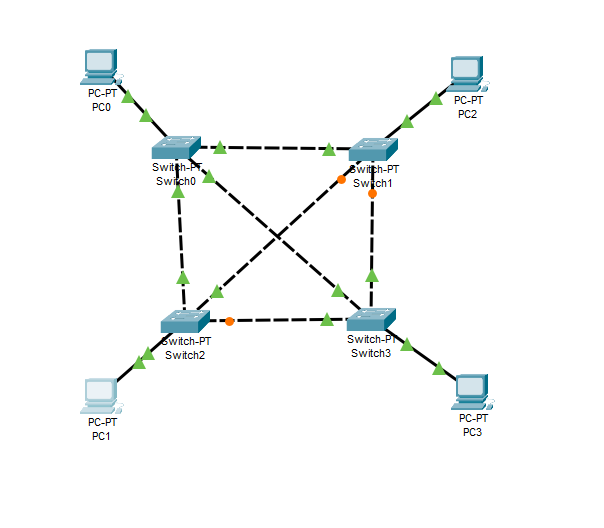 PC-PT
PC0
PC-PT
PC2
Switch-PT
Switch0
Switch-PT
Switch1
Switch-PT
Switch2
Switch-PT
Switch3
PC-PT
PC1
PC-PT
PC3